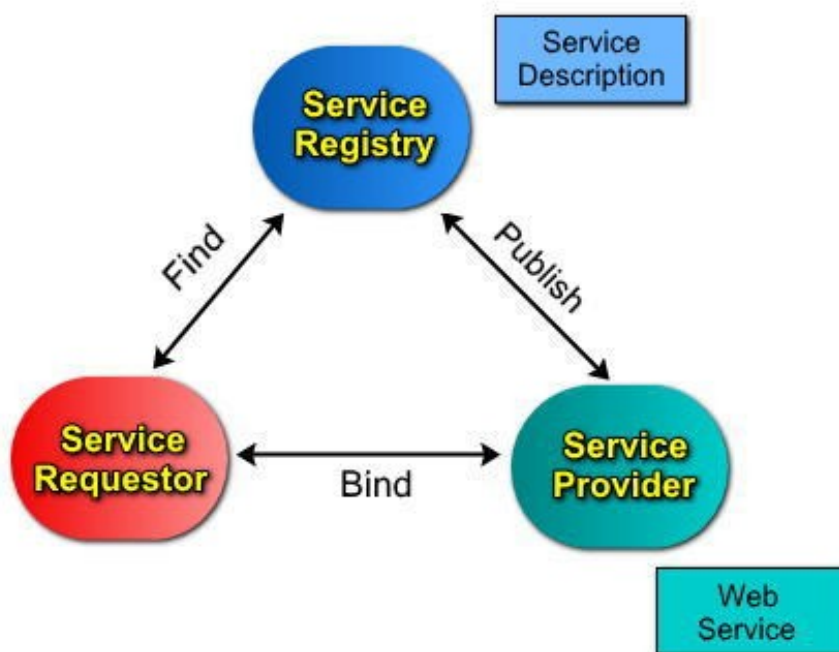 Service
Description
Service
Registry
Find
Publish
Service
Requestor
Bind
Service
Provider
Web
Service